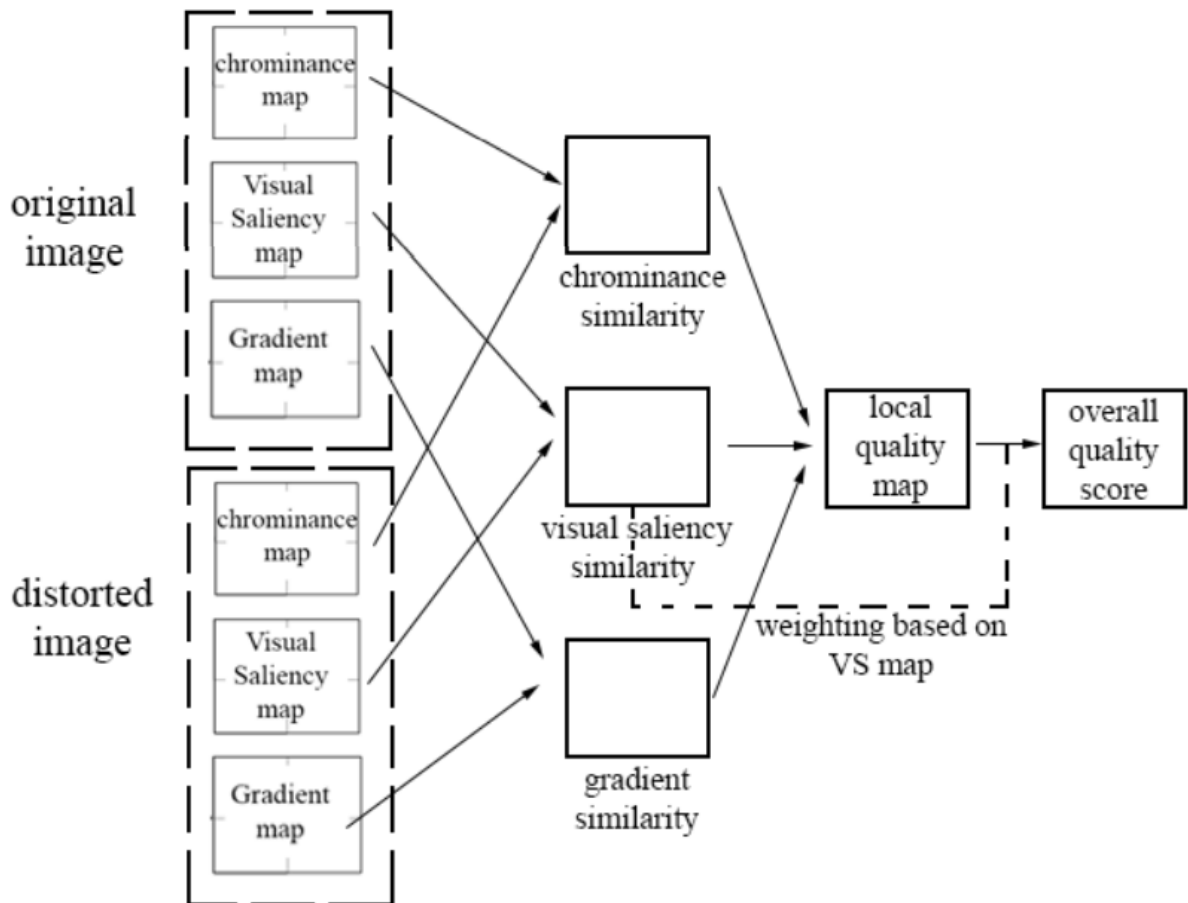 original
image
chrominance
map
Visual
Saliency
map
Gradient
map
distorted
image
chrominance
map
Visual
Saliency
map
Gradient
map
chrominance
similarity
visual saliency
similarity
gradient
similarity
local
quality
map
overall
quality
score
weighting based on
VS map